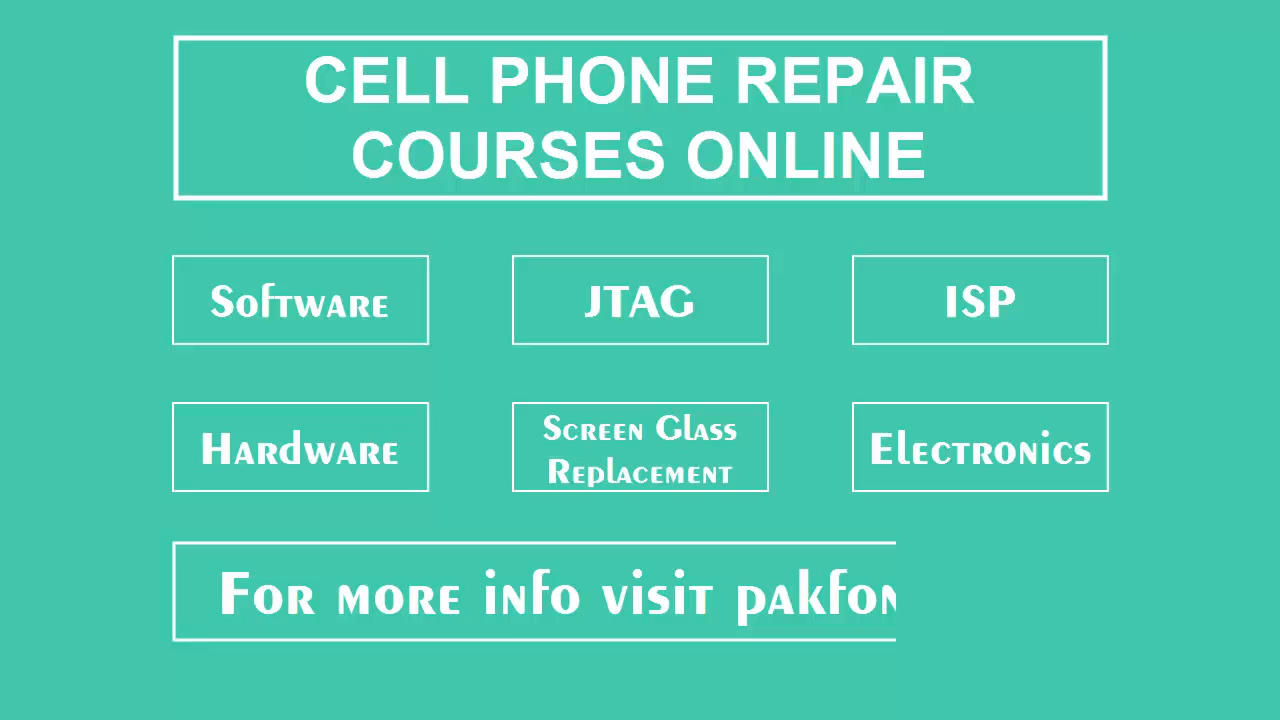 CELL PHONE REPAIR
COURSES ONLINE
Software
JTAG
ISP
Hardware
Screen Glass
Replacement
Electronics
For more info visit